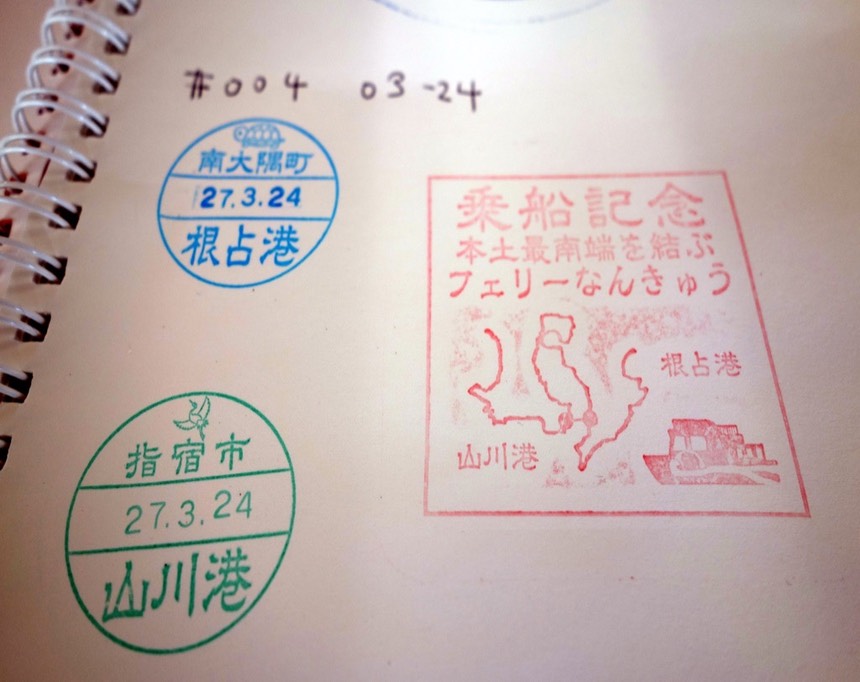 #004 03-24
南大隅町
27.3.24
根占港
乗船記念
本土最南端を結ぶ
フェリーなんきゅう
根占港
山川港
指宿市
27.3.24
山川港